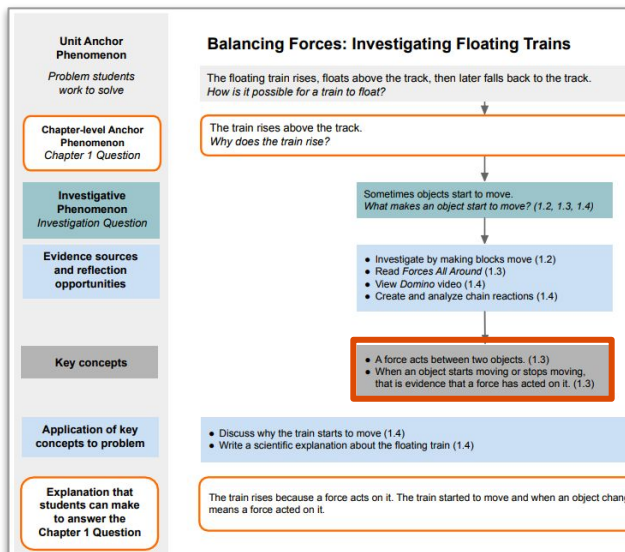 Unit Anchor
Phenomenon
Problem students
work to solve
Balancing Forces: Investigating Floating Trains
The floating train rises, floats above the track, then later falls back to the track.
How is it possible for a train to float?
Chapter-level Anchor
Phenomenon
Chapter 1 Question
The train rises above the track.
Why does the train rise?
Investigative
Phenomenon
Investigation Question
Sometimes objects start to move.
What makes an object start to move? (1.2, 1.3, 1.4)
Evidence sources
and reflection
opportunities
● Investigate by making blocks move (1.2)
● Read Forces All Around (1.3)
● View Domino video (1.4)
● Create and analyze chain reactions (1.4)
Key concepts
● A force acts between two objects. (1.3)
● When an object starts moving or stops moving,
that is evidence that a force has acted on it. (1.3)
Application of key
concepts to problem
● Discuss why the train starts to move (1.4)
● Write a scientific explanation about the floating train (1.4)
Explanation that
students can make
to answer the
Chapter 1 Question
The train rises because a force acts on it. The train started to move and when an object chan
means a force acted on it.